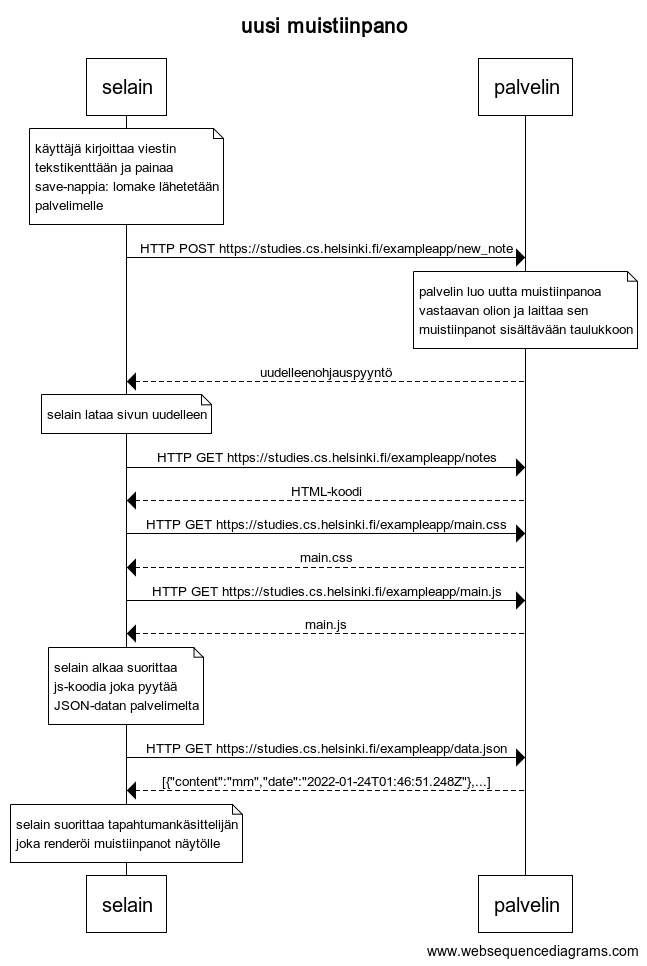 uusi muistiinpano
selain
palvelin
käyttäjä kirjoittaa viestin
tekstikenttään ja painaa
save-nappia: lomake lähetetään
palvelimelle
HTTP POST https://studies.cs.helsinki.fi/exampleapp/new_note
palvelin luo uutta muistiinpanoa
vastaavan olion ja laittaa sen
muistiinpanot sisältävään taulukkoon
uudelleenohjauspyyntö
selain lataa sivun uudelleen
HTTP GET https://studies.cs.helsinki.fi/exampleapp/notes
HTML-koodi
HTTP GET https://studies.cs.helsinki.fi/exampleapp/main.css
main.css
HTTP GET https://studies.cs.helsinki.fi/exampleapp/main.js
main.js
selain alkaa suorittaa
js-koodia joka pyytää
JSON-datan palvelimelta
HTTP GET https://studies.cs.helsinki.fi/exampleapp/data.json
[{"content":"mm","date":"2022-01-24T01:46:51.248Z"},...]
selain suorittaa tapahtumankäsittelijän
joka renderöi muistiinpanot näytölle
selain
palvelin
www.websequencediagrams.com